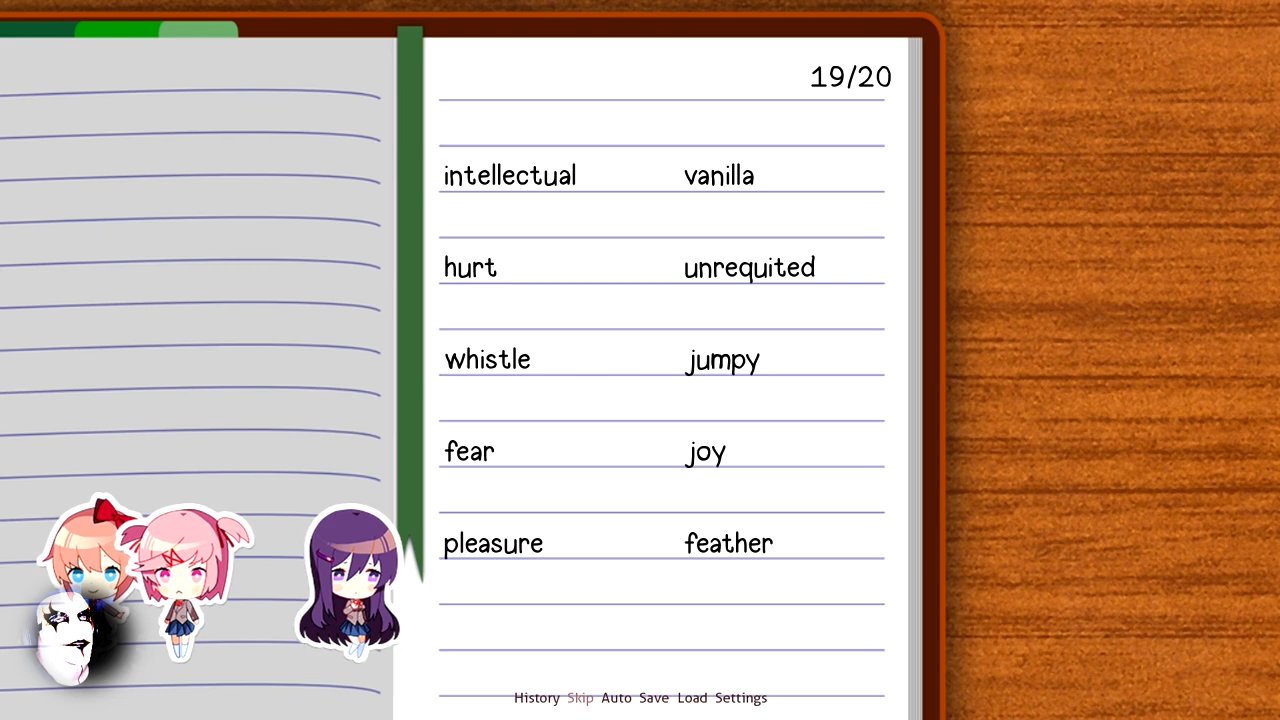 19/20
intellectual vanilla
hurt unrequited
whistle jumpy
fear joy
pleasure feather
History Skip Auto Save Load Settings